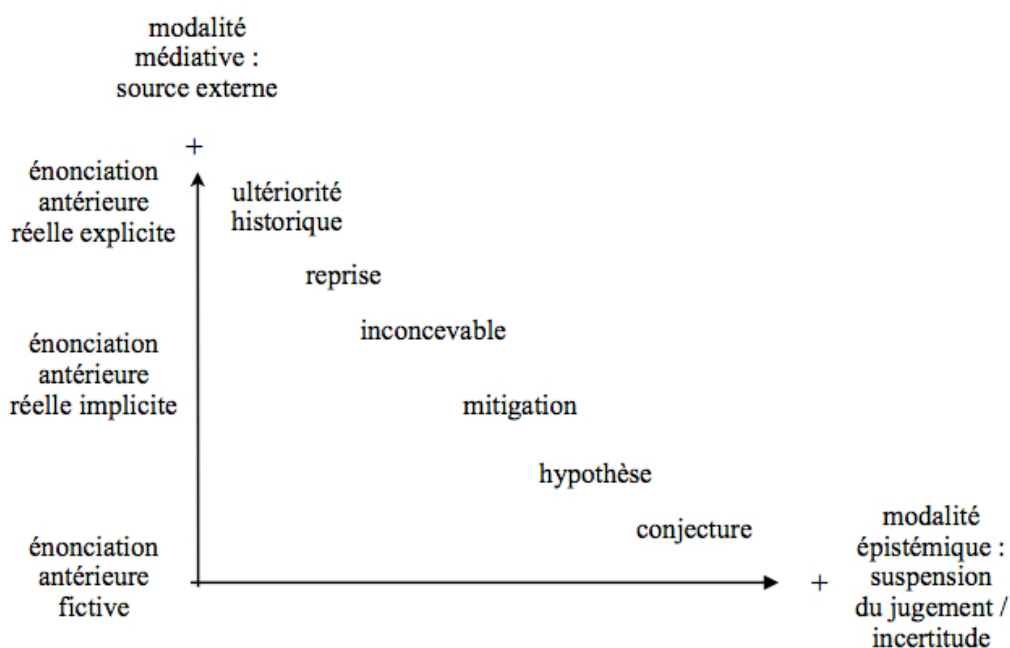 modalité
médiative :
source externe
+
énonciation
antérieure
réelle explicite
ultériorité
historique
reprise
inconcevable
énonciation
antérieure
réelle implicite
mitigation
hypothèse
conjecture
énonciation
antérieure
fictive
+
modalité
épistémique :
suspension
du jugement /
incertitude